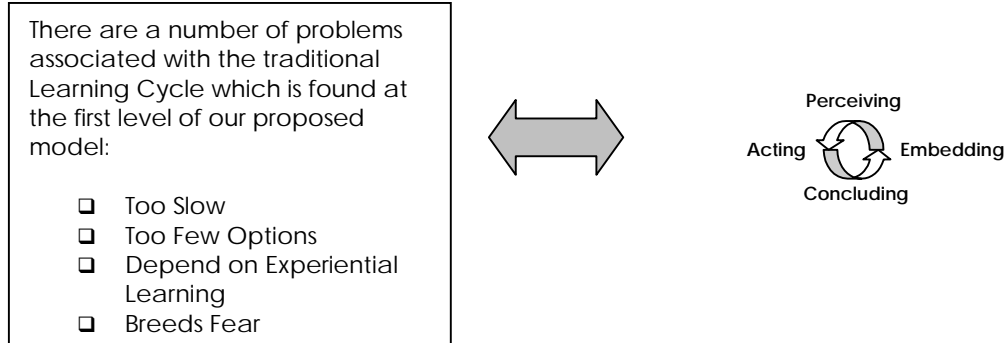 There are a number of problems
associated with the traditional
Learning Cycle which is found at
the first level of our proposed
model:
❑ Too Slow
❑ Too Few Options
❑ Depend on Experiential
Learning
❑ Breeds Fear
Perceiving
Acting
Embedding
Concluding